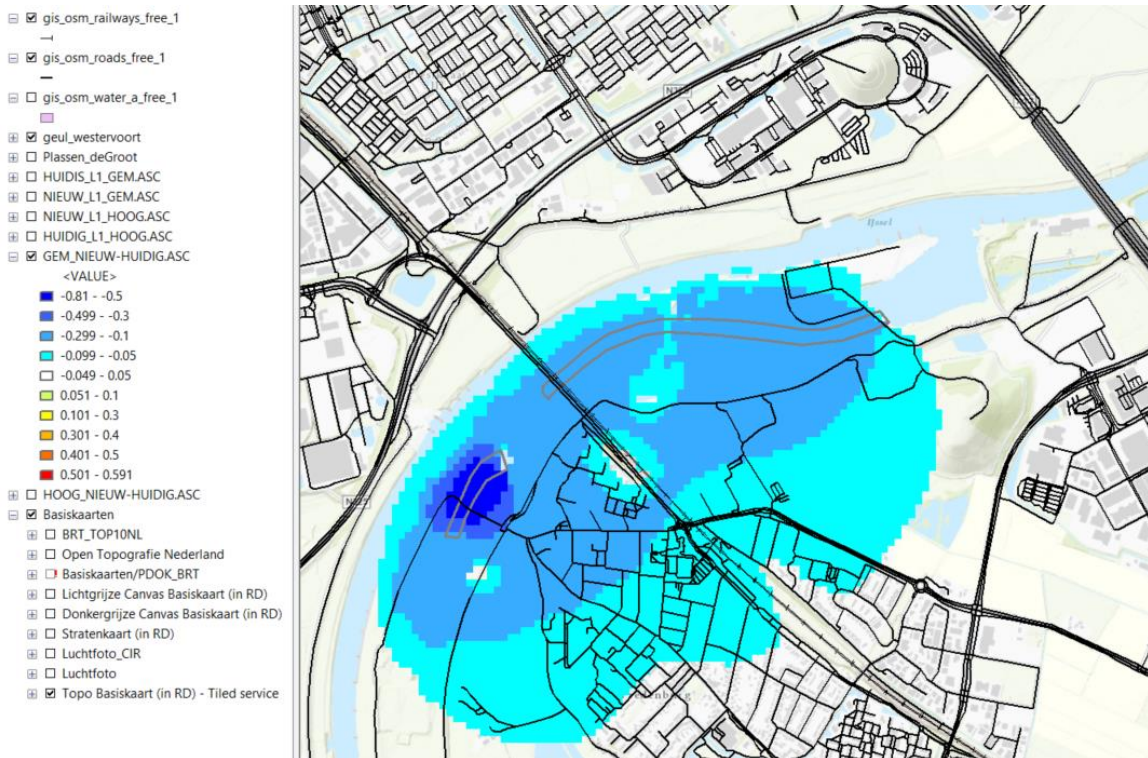 gis_osm_railways_free_1
gis_osm_roads_free_1
gis_osm_water_a_free_1
geul_westervoort
Plassen_deGroot
HUIDIS_L1_GEM.ASC
NIEUW_L1_GEM.ASC
NIEUW_L1_HOOG.ASC
HUIDIG_L1_HOOG.ASC
GEM_NIEUW-HUIDIG.ASC
<VALUE>
-0.81 - -0.5
-0.499 - -0.3
-0.299 - -0.1
-0.099 - -0.05
-0.049 - 0.05
0.051 - 0.1
0.101 - 0.3
0.301 - 0.4
0.401 - 0.5
0.501 - 0.591
HOOG_NIEUW-HUIDIG.ASC
Basiskaarten
BRT_TOP10NL
Open Topografie Nederland
Basiskaarten/PDOK_BRT
Lichtgrijze Canvas Basiskaart (in RD)
Donkergrijze Canvas Basiskaart (in RD)
Stratenkaart (in RD)
Luchtfoto_CIR
Luchtfoto
Topo Basiskaart (in RD) - Tiled service
IJssel